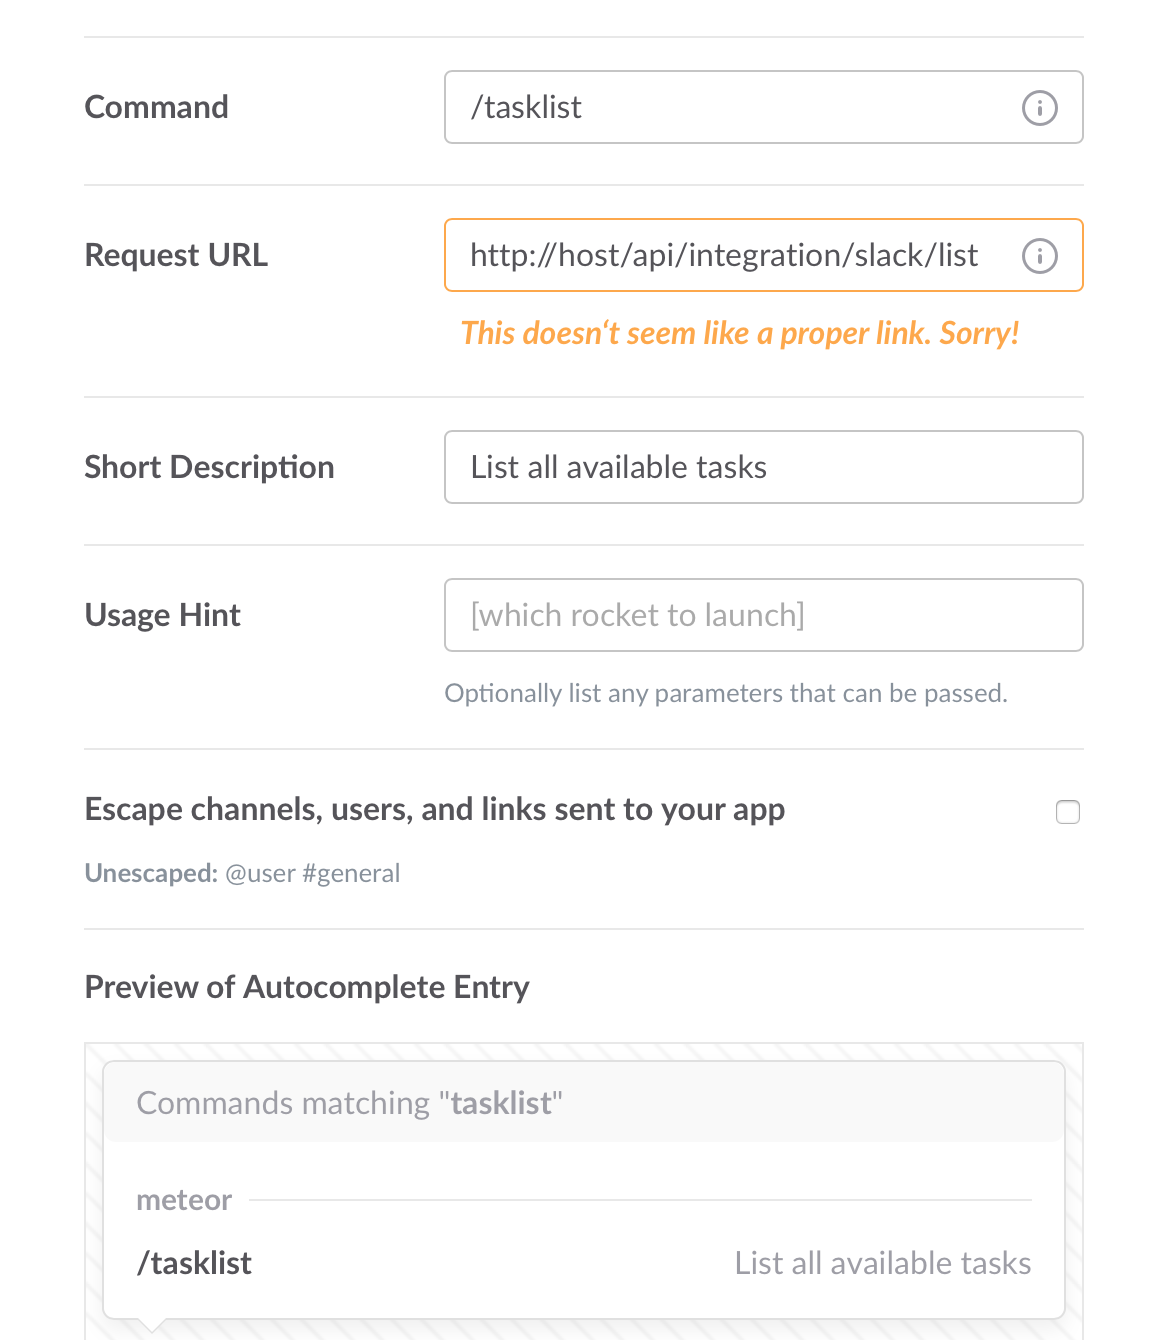 Command
/tasklist
Request URL
http://host/api/integration/slack/list
This doesn‘t seem like a proper link. Sorry!
Short Description
List all available tasks
Usage Hint
[which rocket to launch]
Optionally list any parameters that can be passed.
Escape channels, users, and links sent to your app
Unescaped: @user #general
Preview of Autocomplete Entry
Commands matching "tasklist"
meteor
/tasklist List all available tasks